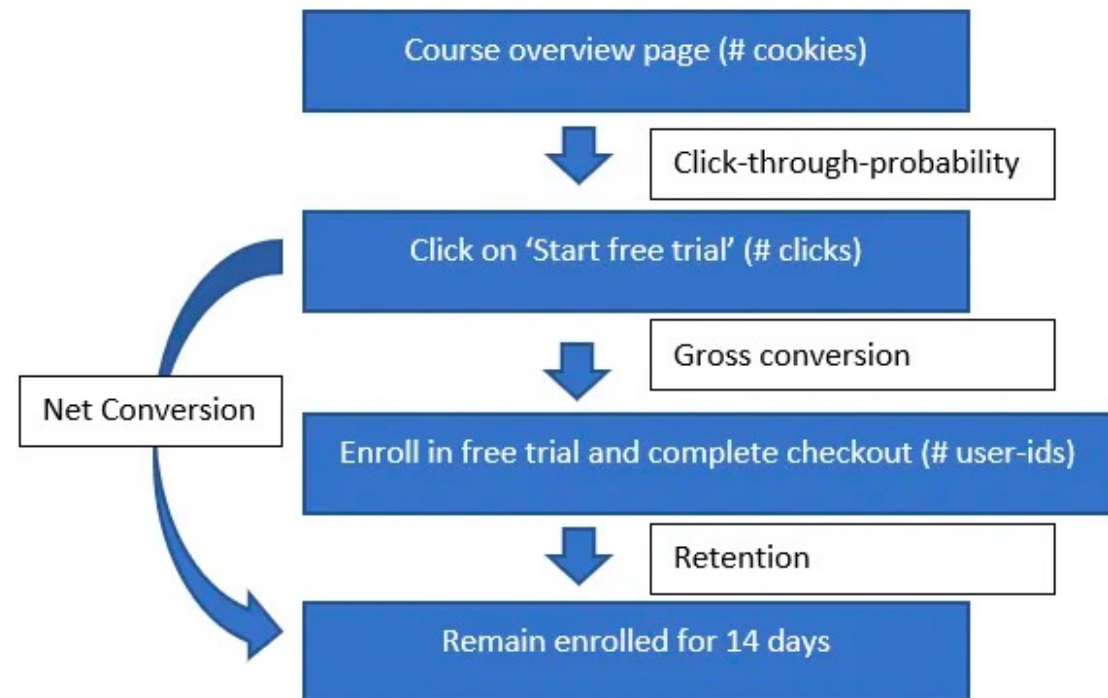 Course overview page (# cookies)
Click-through-probability
Click on ‘Start free trial’ (# clicks)
Gross conversion
Net Conversion
Enroll in free trial and complete checkout (# user-ids)
Retention
Remain enrolled for 14 days